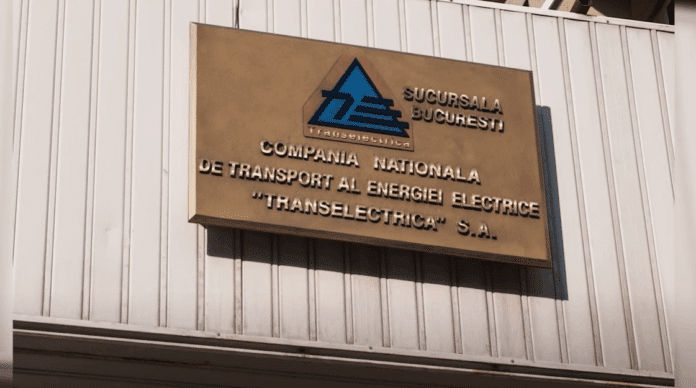 SUCURSALA
BUCURESTI
Transelectrica
COMPANIA NATIONALA
DE TRANSPORT AL ENERGIEI ELECTRICE
"TRANSELECTRICA" S.A.